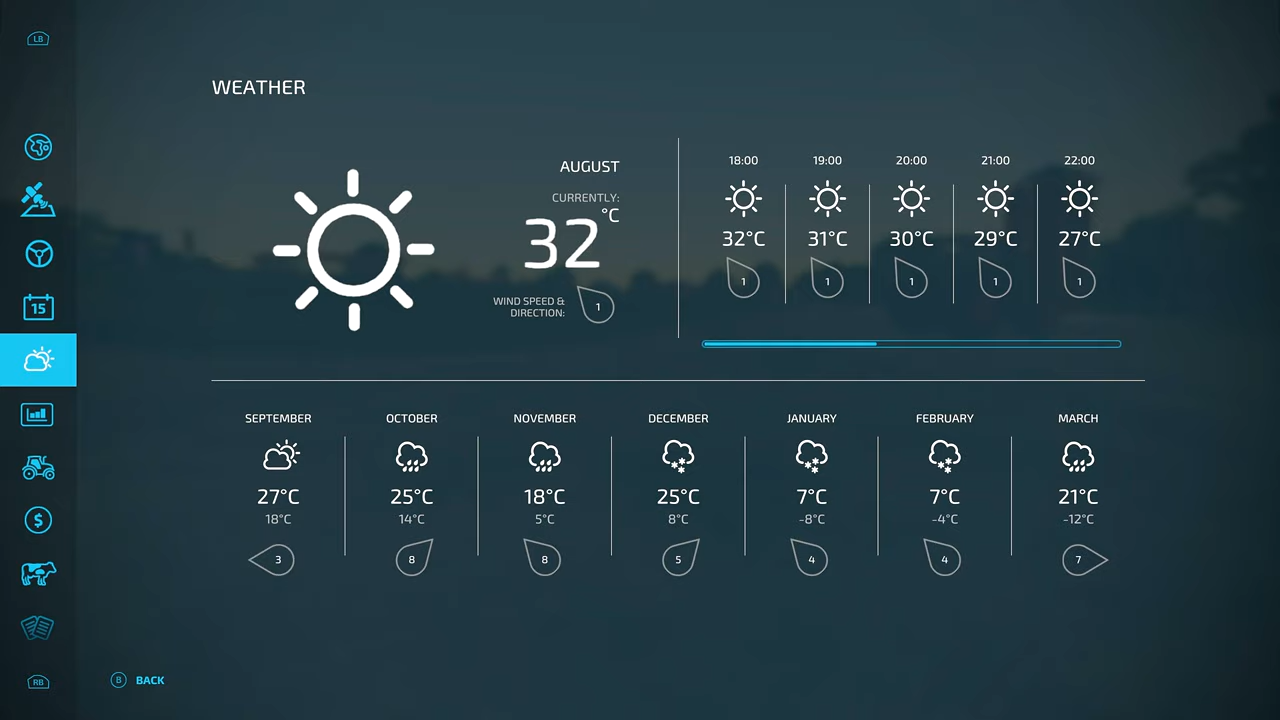 LB
WEATHER
AUGUST
CURRENTLY:
32°C
WIND SPEED &
DIRECTION:
1
18:00 19:00 20:00 21:00 22:00
32°C 31°C 30°C 29°C 27°C
1 1 1 1 1
15
SEPTEMBER OCTOBER NOVEMBER DECEMBER JANUARY FEBRUARY MARCH
27°C 25°C 18°C 25°C 7°C 7°C 21°C
18°C 14°C 5°C 8°C -8°C -4°C -12°C
3 8 8 5 4 4 7
$
RB
B BACK